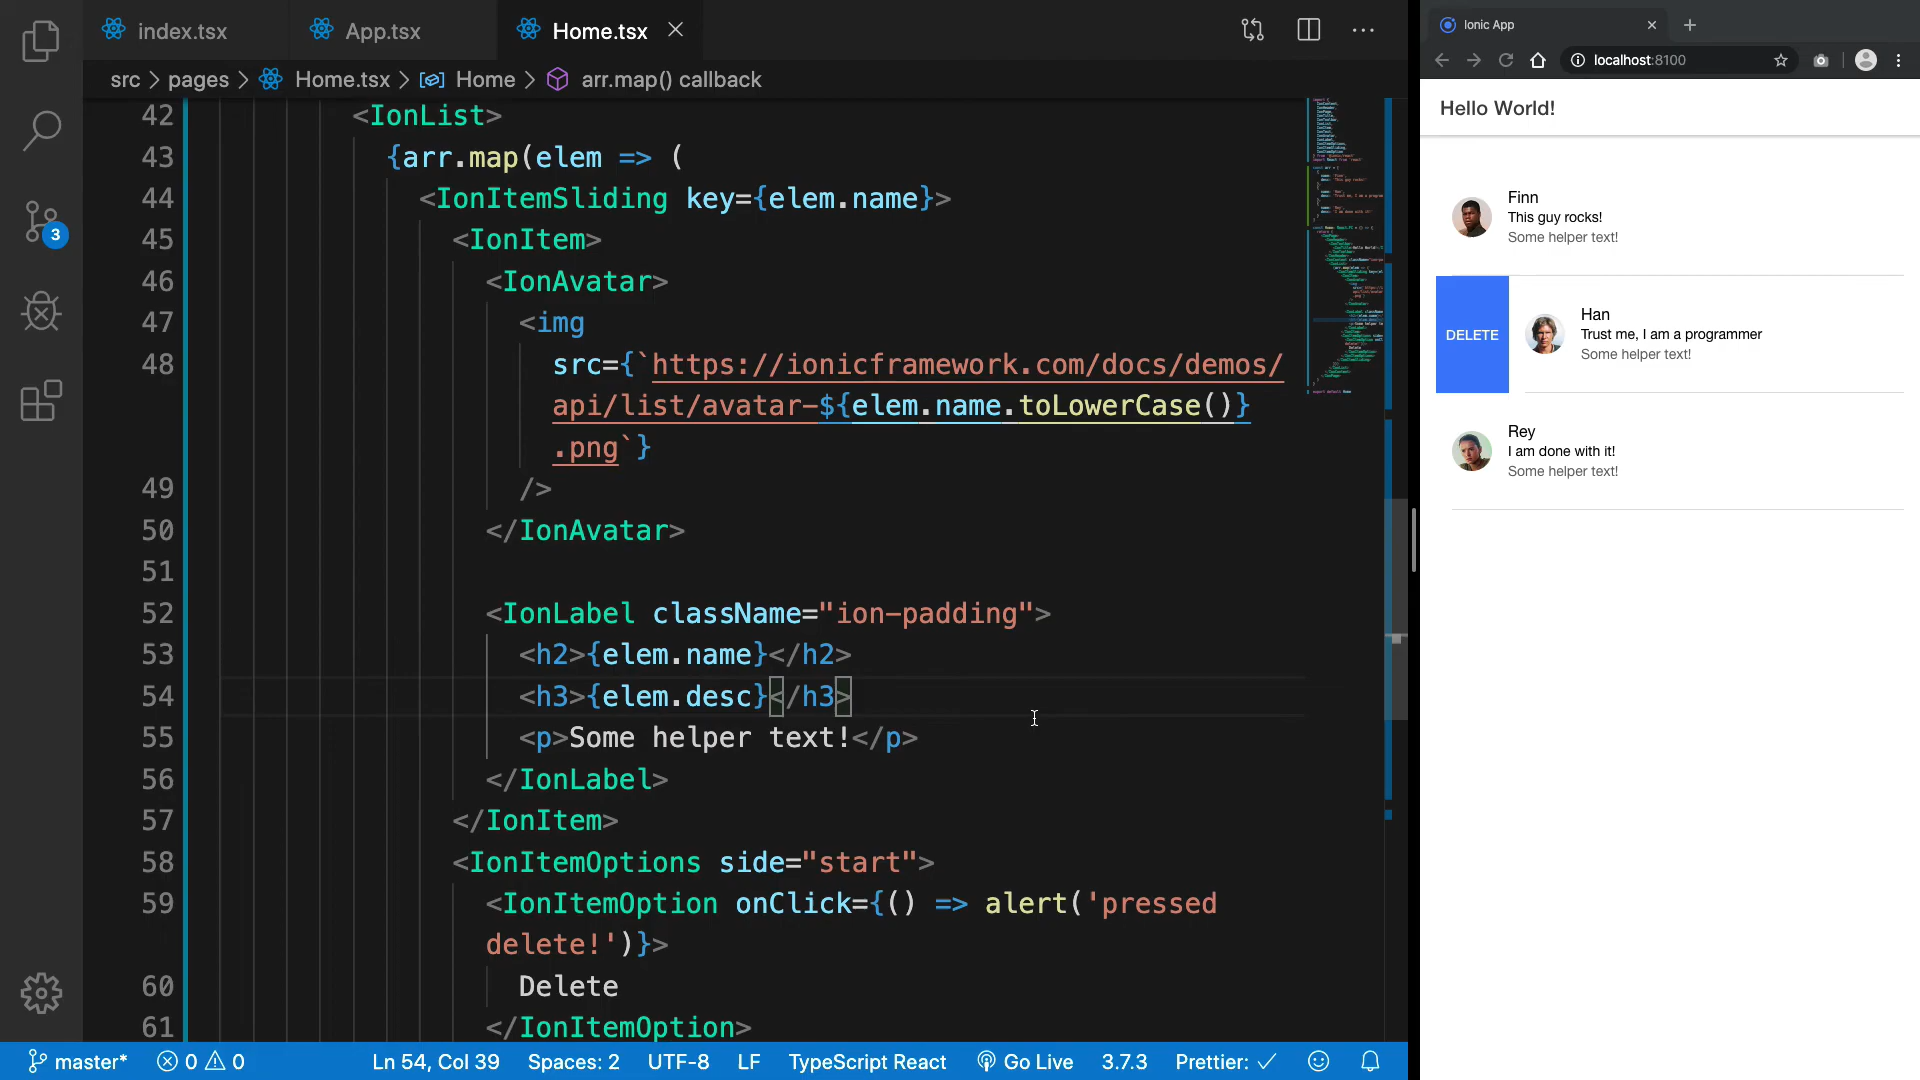 index.tsx
App.tsx
Home.tsx
src > pages > Home.tsx > Home > arr.map() callback
42 <IonList>
43 {arr.map(elem => (
44 <IonItemSliding key={elem.name}>
45 <IonItem>
46 <IonAvatar>
47 <img
48 src={`https://ionicframework.com/docs/demos/
api/list/avatar-${elem.name.toLowerCase()}
.png`}
49 />
50 </IonAvatar>
51
52 <IonLabel className="ion-padding">
53 <h2>{elem.name}</h2>
54 <h3>{elem.desc}</h3>
55 <p>Some helper text!</p>
56 </IonLabel>
57 </IonItem>
58 <IonItemOptions side="start">
59 <IonItemOption onClick={() => alert('pressed
delete!')}>
60 Delete
61 </IonItemOption>
3
master* 0 0 Ln 54, Col 39 Spaces: 2 UTF-8 LF TypeScript React Go Live 3.7.3 Prettier: ✓
Ionic App
localhost:8100
Hello World!
Finn
This guy rocks!
Some helper text!
DELETE
Han
Trust me, I am a programmer
Some helper text!
Rey
I am done with it!
Some helper text!